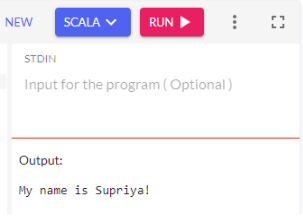 NEW SCALA RUN
STDIN
Input for the program ( Optional )
Output:
My name is Supriya!